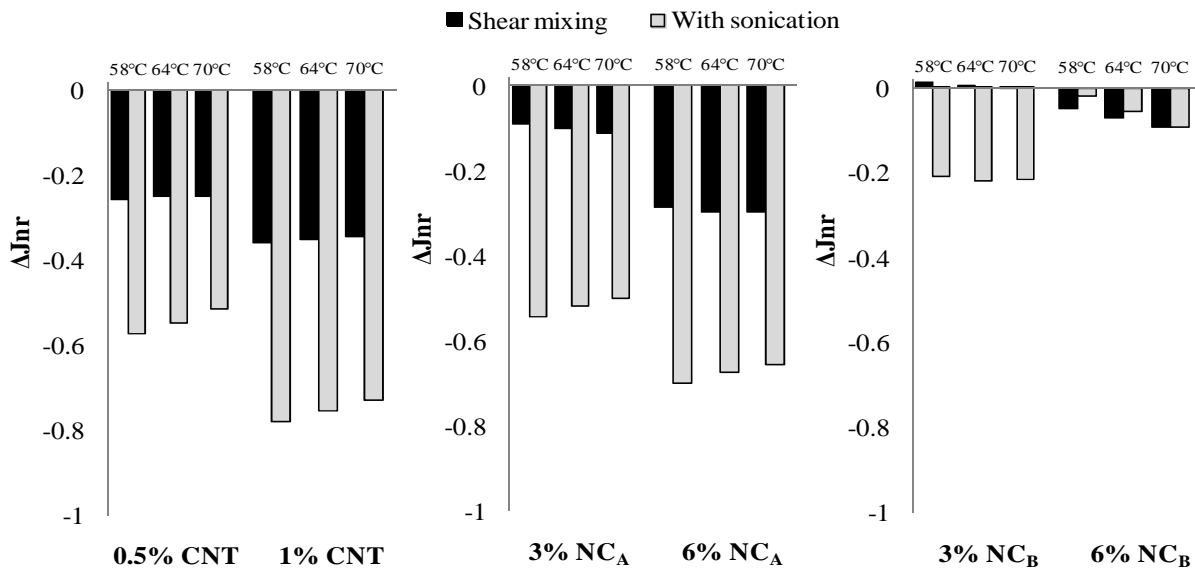 Shear mixing With sonication
58°C 64°C 70°C 58°C 64°C 70°C
0
-0.2
-0.4
-0.6
-0.8
-1
ΔJnr
0.5% CNT 1% CNT
58°C 64°C 70°C 58°C 64°C 70°C
0
-0.2
-0.4
-0.6
-0.8
-1
ΔJnr
3% NCA 6% NCA
58°C 64°C 70°C 58°C 64°C 70°C
0
-0.2
-0.4
-0.6
-0.8
-1
ΔJnr
3% NCB 6% NCB